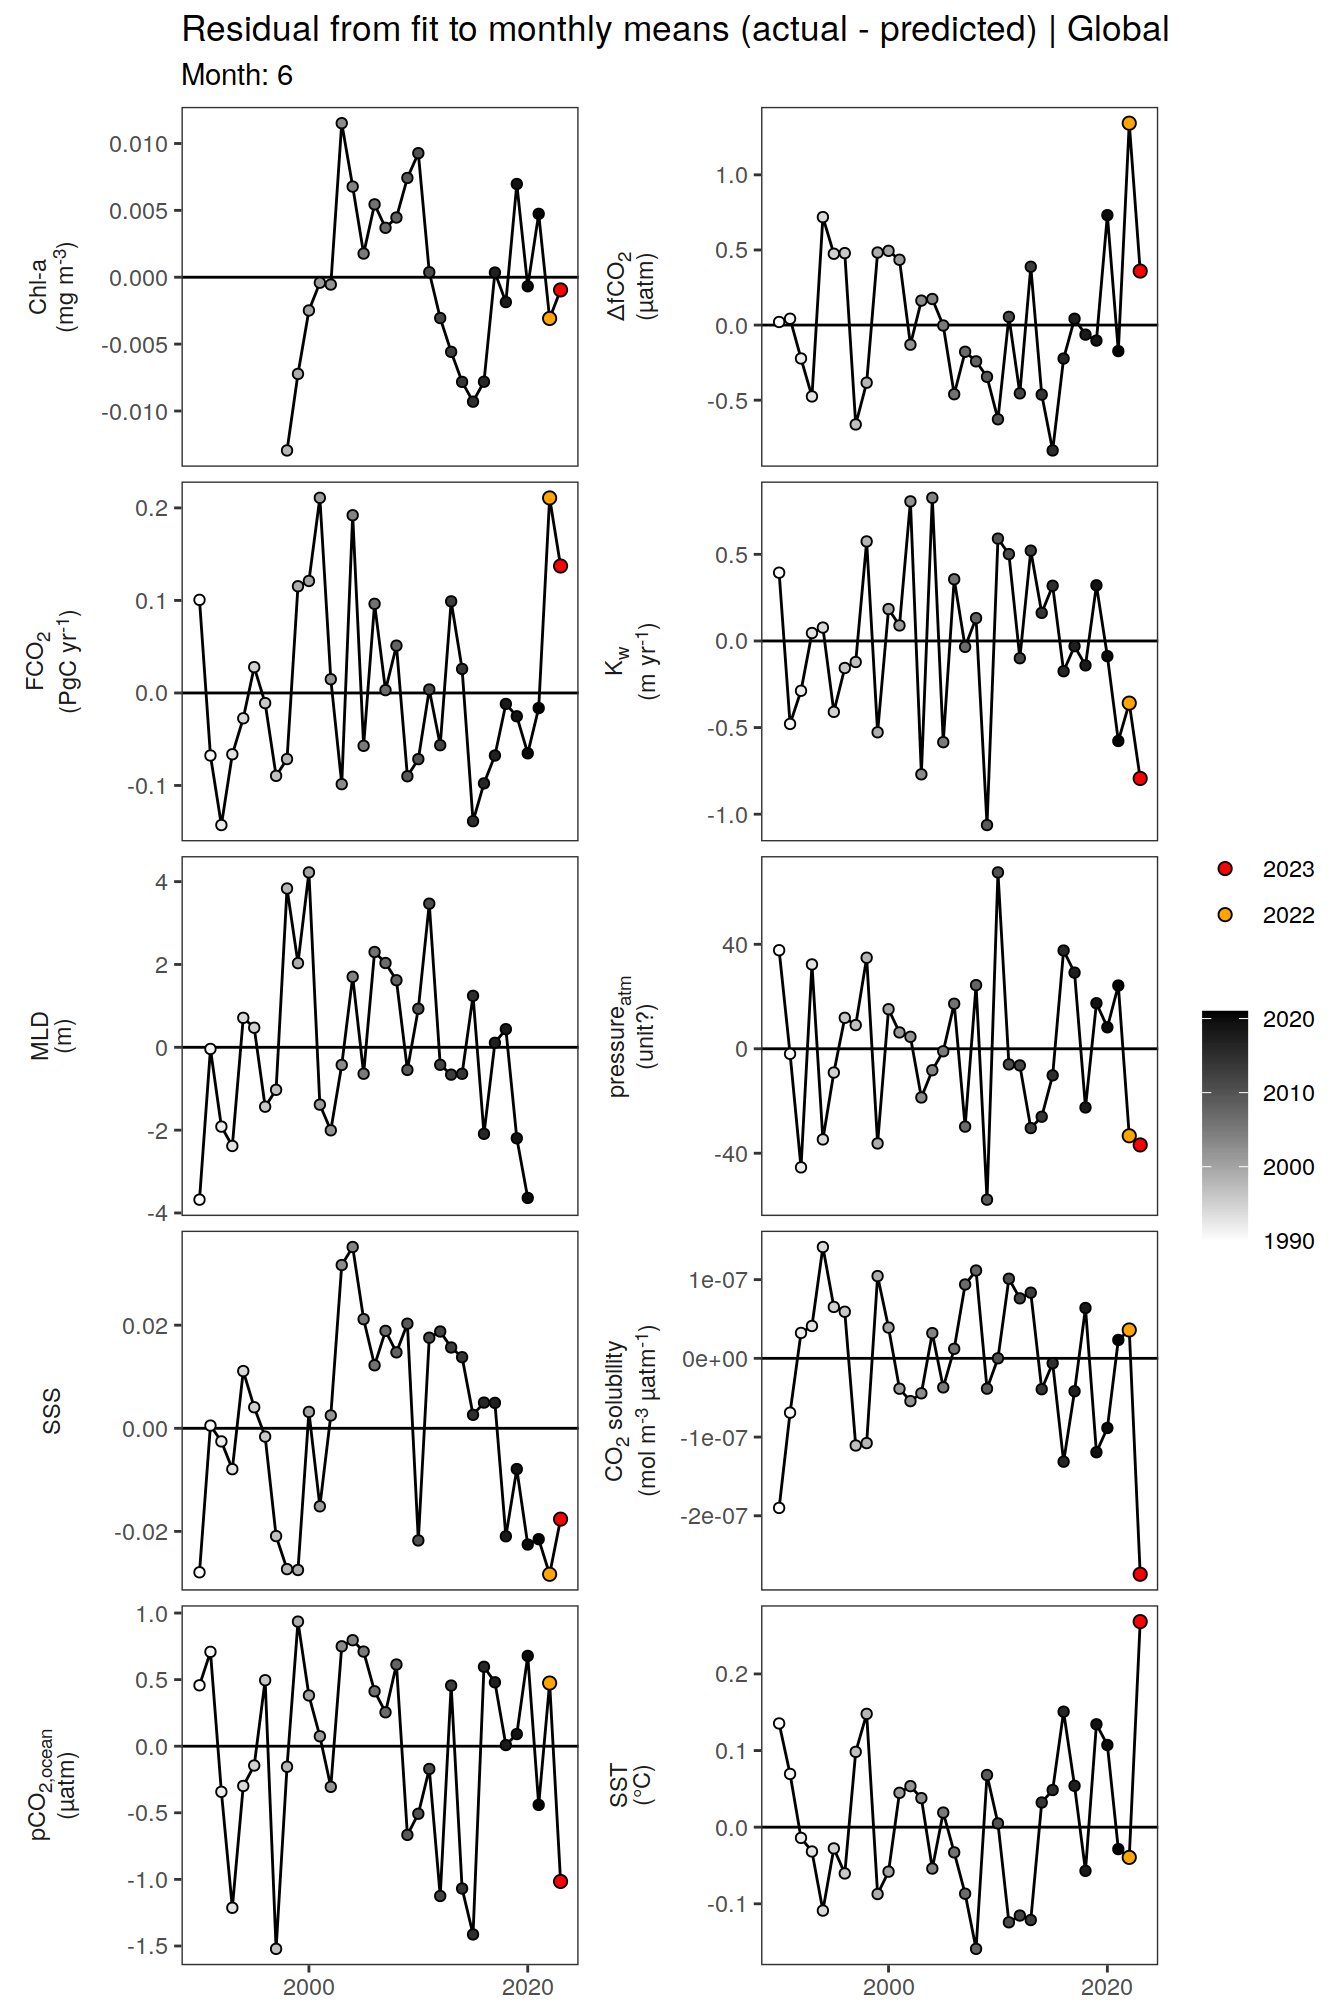 Residual from fit to monthly means (actual - predicted) | Global
Month: 6
Chl-a
(mg m⁻³)
0.010
0.005
0.000
-0.005
-0.010
ΔfCO₂
(µatm)
1.0
0.5
0.0
-0.5
FCO₂
(PgC yr⁻¹)
0.2
0.1
0.0
-0.1
K_w
(m yr⁻¹)
0.5
0.0
-0.5
-1.0
MLD
(m)
4
2
0
-2
-4
pressure_atm
(unit?)
40
0
-40
SSS
0.02
0.00
-0.02
CO₂ solubility
(mol m⁻³ µatm⁻¹)
1e-07
0e+00
-1e-07
-2e-07
pCO₂,ocean
(µatm)
1.0
0.5
0.0
-0.5
-1.0
-1.5
2000
2020
SST
(°C)
0.2
0.1
0.0
-0.1
2000
2020
2023
2022
2020
2010
2000
1990